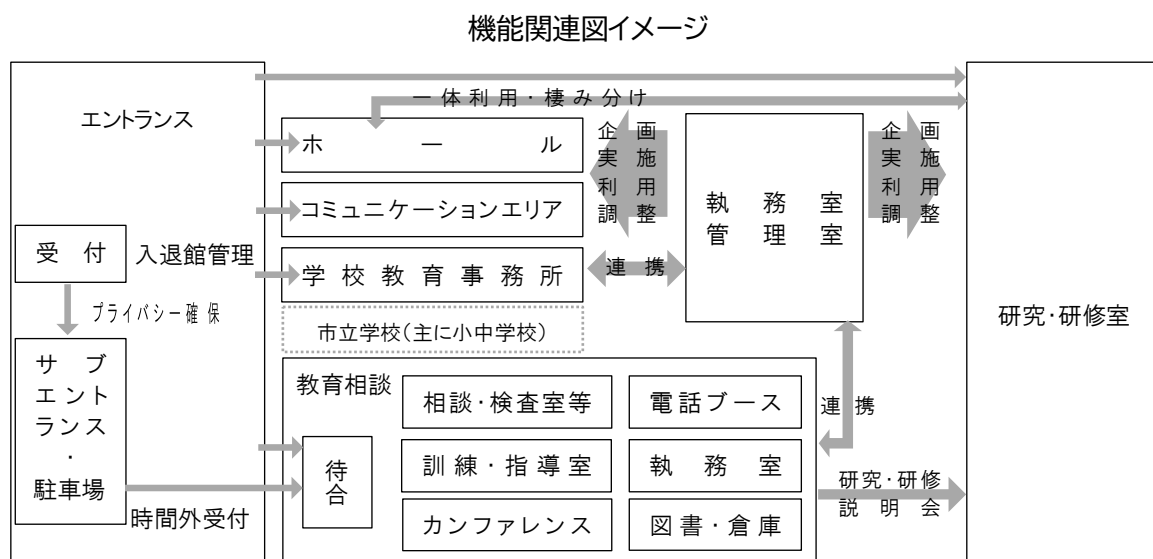 機能関連図イメージ
エントランス
受付
入退館管理
プライバシー確保
サブ
エント
ランス
・
駐車場
時間外受付
一体利用・棲み分け
ホール
コミュニケーションエリア
学校教育事務所
市立学校(主に小中学校)
企画
実施
利用
調整
連携
執務室
管理室
企画
実施
利用
調整
教育相談
待合
相談・検査室等
電話ブース
訓練・指導室
執務室
カンファレンス
図書・倉庫
連携
研究・研修
説明会
研究・研修室